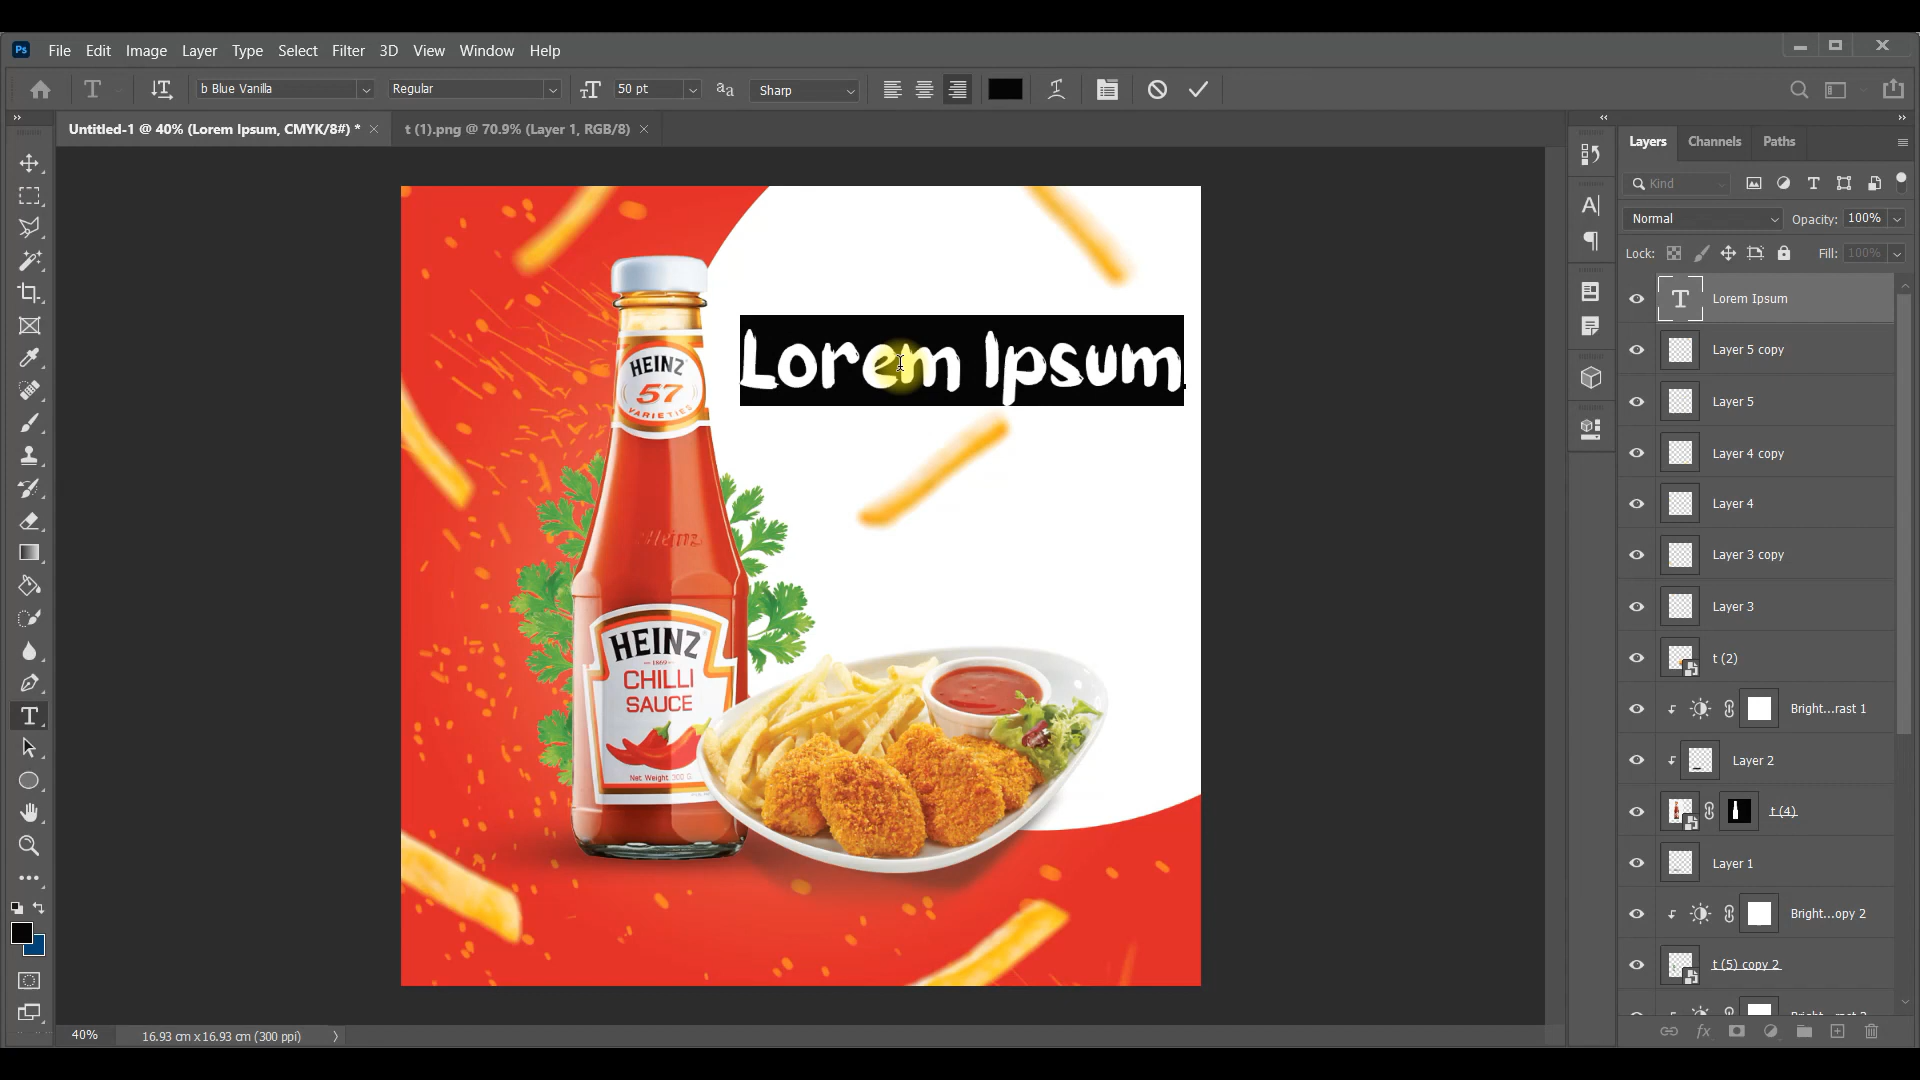 Ps File Edit Image Layer Type Select Filter 3D View Window Help
T b Blue Vanilla Regular 50 pt aa Sharp
Untitled-1 @ 40% (Lorem Ipsum, CMYK/8#) * t (1).png @ 70.9% (Layer 1, RGB/8)
Lorem Ipsum
HEINZ
57
VARIETIES
Heinz
HEINZ
1869
CHILLI
SAUCE
Net Weight. 300 G.
40% 16.93 cm x 16.93 cm (300 ppi)
Layers Channels Paths
Kind
Normal Opacity: 100%
Lock: Fill: 100%
Lorem Ipsum
Layer 5 copy
Layer 5
Layer 4 copy
Layer 4
Layer 3 copy
Layer 3
t (2)
Bright...rast 1
Layer 2
t (4)
Layer 1
Bright...opy 2
t (5) copy 2
fx